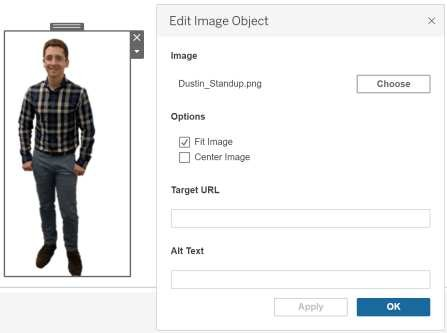 Edit Image Object
Image
Dustin_Standup.png
Choose
Options
Fit Image
Center Image
Target URL
Alt Text
Apply
OK